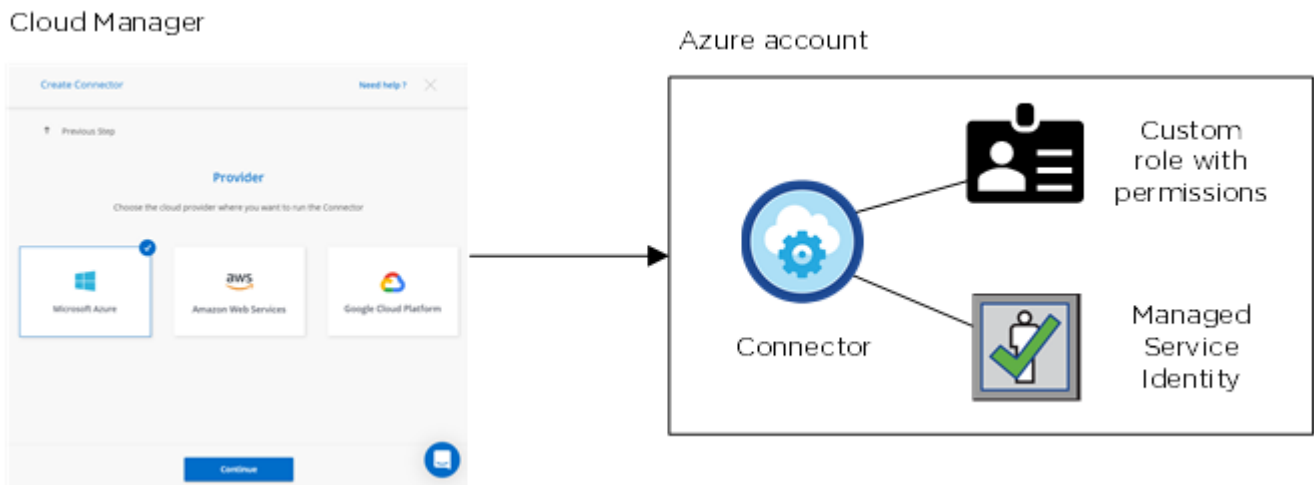 Cloud Manager
Create Connector
Need help ?
Previous Step
Provider
Choose the cloud provider where you want to run the Connector
Microsoft Azure
aws
Amazon Web Services
Google Cloud Platform
Continue
Azure account
Custom
role with
permissions
Connector
Managed
Service
Identity